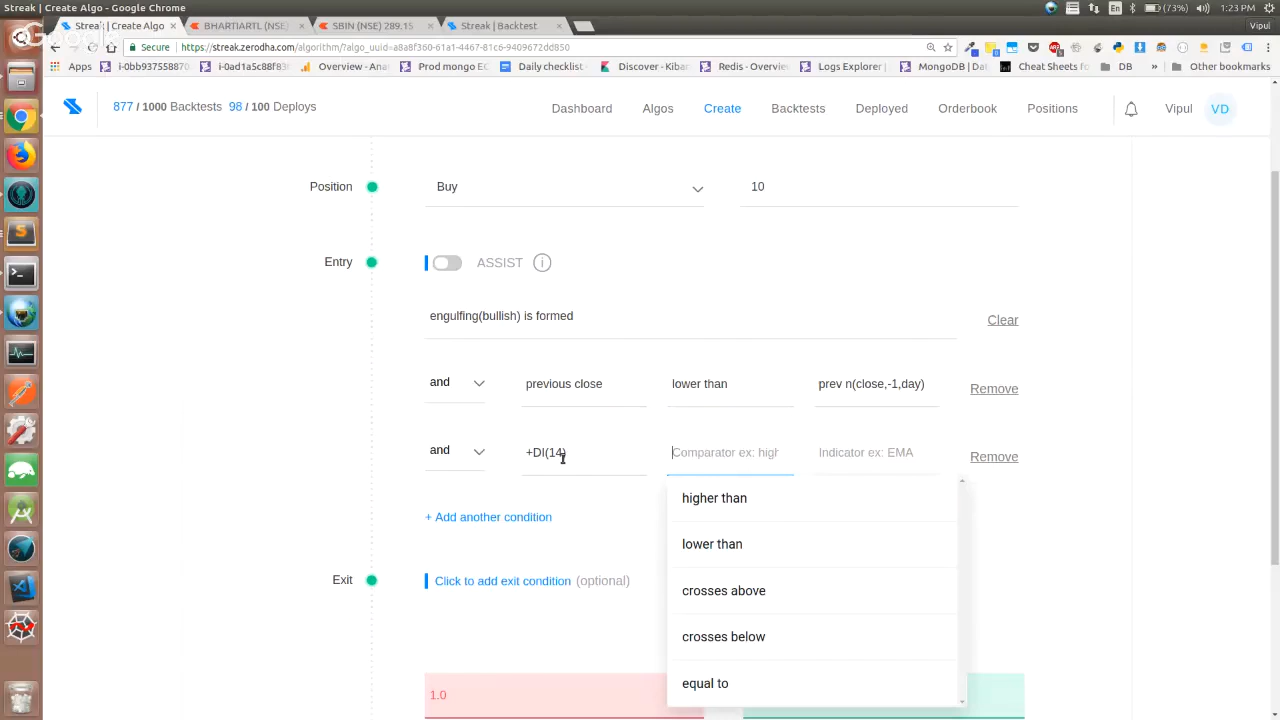 Streak | Create Algo - Google Chrome
(73%) 1:23 PM
Streak | Create Algo
BHARTIARTL (NSE)
SBIN (NSE) 289.15
Streak | Backtest
Vipul
Secure https://streak.zerodha.com/algorithm/?algo_uuid=a8a8f360-61a1-4467-81c6-9409672dd850
Apps
i-0bb937558870
i-0ad1a5c88f83
Overview - Ana
Prod mongo EC
Daily checklist
Discover - Kiba
Redis - Overvi
Logs Explorer
MongoDB | Dat
Cheat Sheets fo
DB
»
Other bookmarks
877 / 1000 Backtests 98 / 100 Deploys
Dashboard
Algos
Create
Backtests
Deployed
Orderbook
Positions
Vipul
VD
Position
Buy
10
Entry
ASSIST
engulfing(bullish) is formed
Clear
and
previous close
lower than
prev n(close,-1,day)
Remove
and
+DI(14)
Comparator ex: high
Indicator ex: EMA
Remove
higher than
+ Add another condition
lower than
Exit
Click to add exit condition (optional)
crosses above
crosses below
equal to
1.0